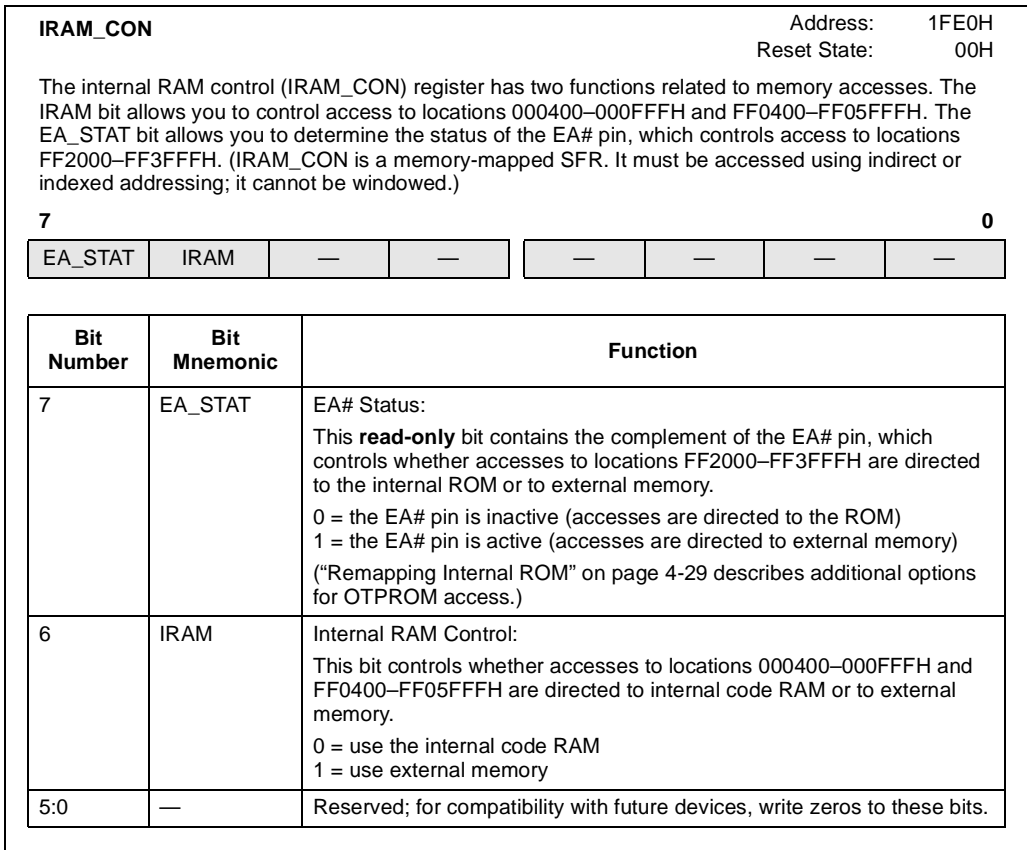 IRAM_CON
Address: 1FE0H
Reset State: 00H
The internal RAM control (IRAM_CON) register has two functions related to memory accesses. The
IRAM bit allows you to control access to locations 000400–000FFFH and FF0400–FF05FFFH. The
EA_STAT bit allows you to determine the status of the EA# pin, which controls access to locations
FF2000–FF3FFFH. (IRAM_CON is a memory-mapped SFR. It must be accessed using indirect or
indexed addressing; it cannot be windowed.)
7 0
EA_STAT IRAM — — — — — —
Bit Number Bit Mnemonic Function
7 EA_STAT EA# Status:
This read-only bit contains the complement of the EA# pin, which
controls whether accesses to locations FF2000–FF3FFFH are directed
to the internal ROM or to external memory.
0 = the EA# pin is inactive (accesses are directed to the ROM)
1 = the EA# pin is active (accesses are directed to external memory)
(“Remapping Internal ROM” on page 4-29 describes additional options
for OTPROM access.)
6 IRAM Internal RAM Control:
This bit controls whether accesses to locations 000400–000FFFH and
FF0400–FF05FFFH are directed to internal code RAM or to external
memory.
0 = use the internal code RAM
1 = use external memory
5:0 — Reserved; for compatibility with future devices, write zeros to these bits.